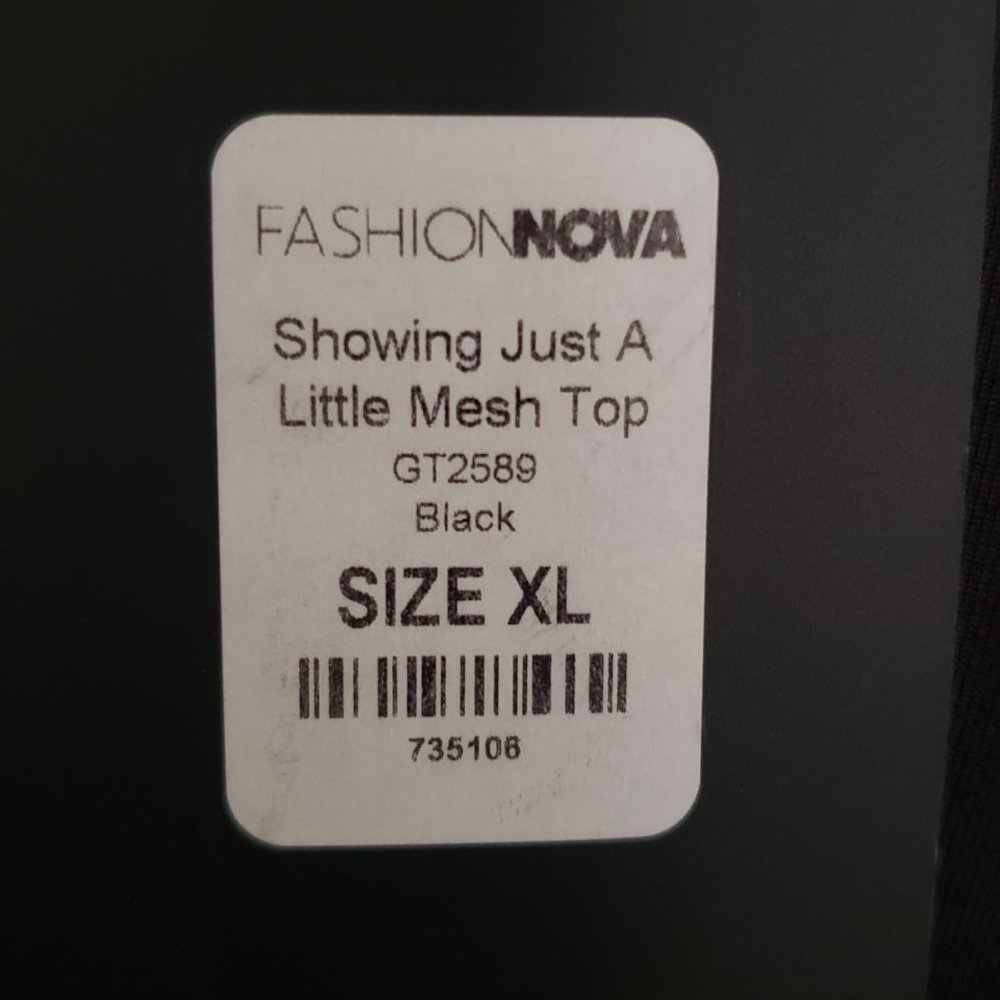 FASHIONNOVA
Showing Just A
Little Mesh Top
GT2589
Black
SIZE XL
735106